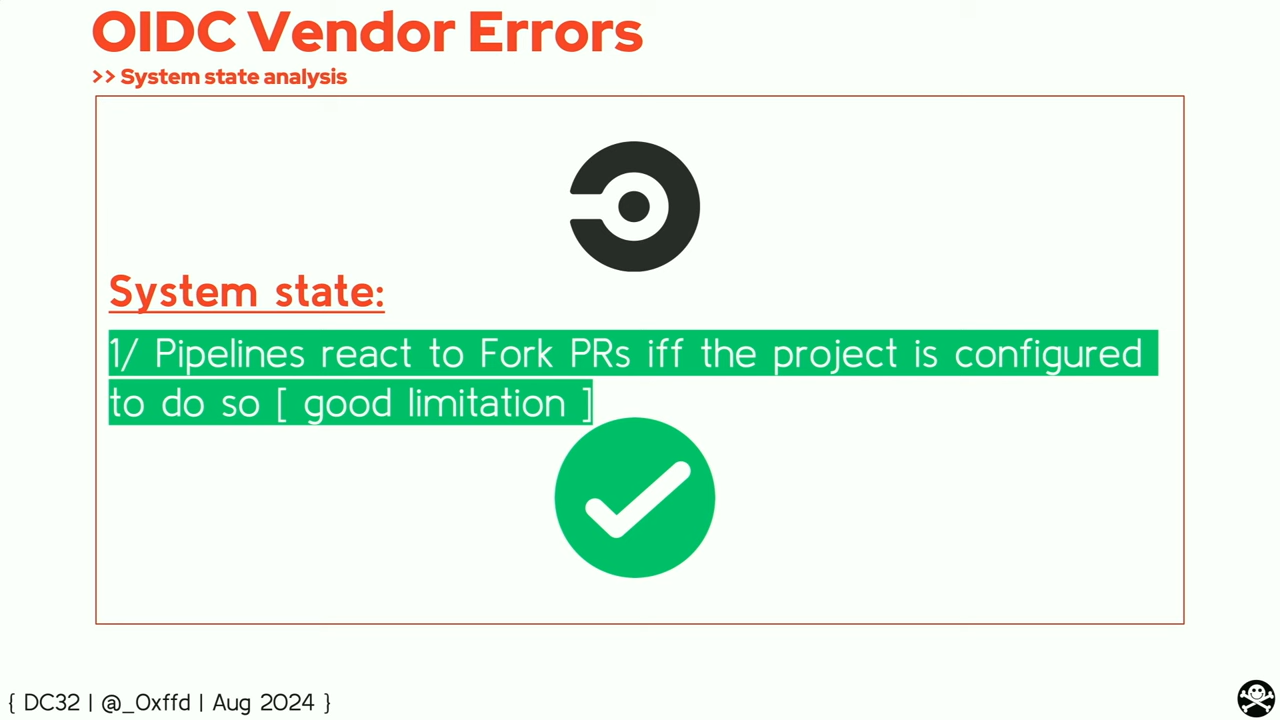 OIDC Vendor Errors
>> System state analysis
System state:
1/ Pipelines react to Fork PRs iff the project is configured
to do so [ good limitation ]
{ DC32 | @_0xffd | Aug 2024 }